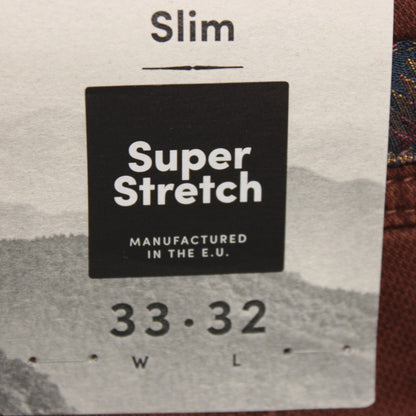 Slim
Super
Stretch
MANUFACTURED
IN THE E.U.
33 · 32
W L